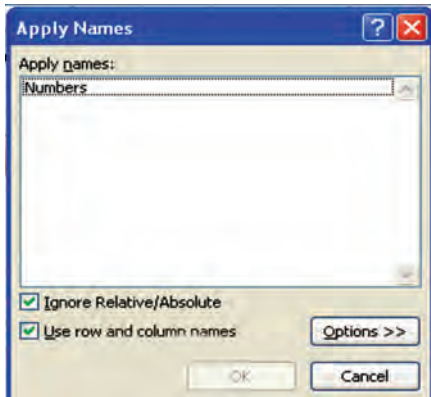 Apply Names
Apply names:
Numbers
Ignore Relative/Absolute
Use row and column names
Options >>
OK
Cancel